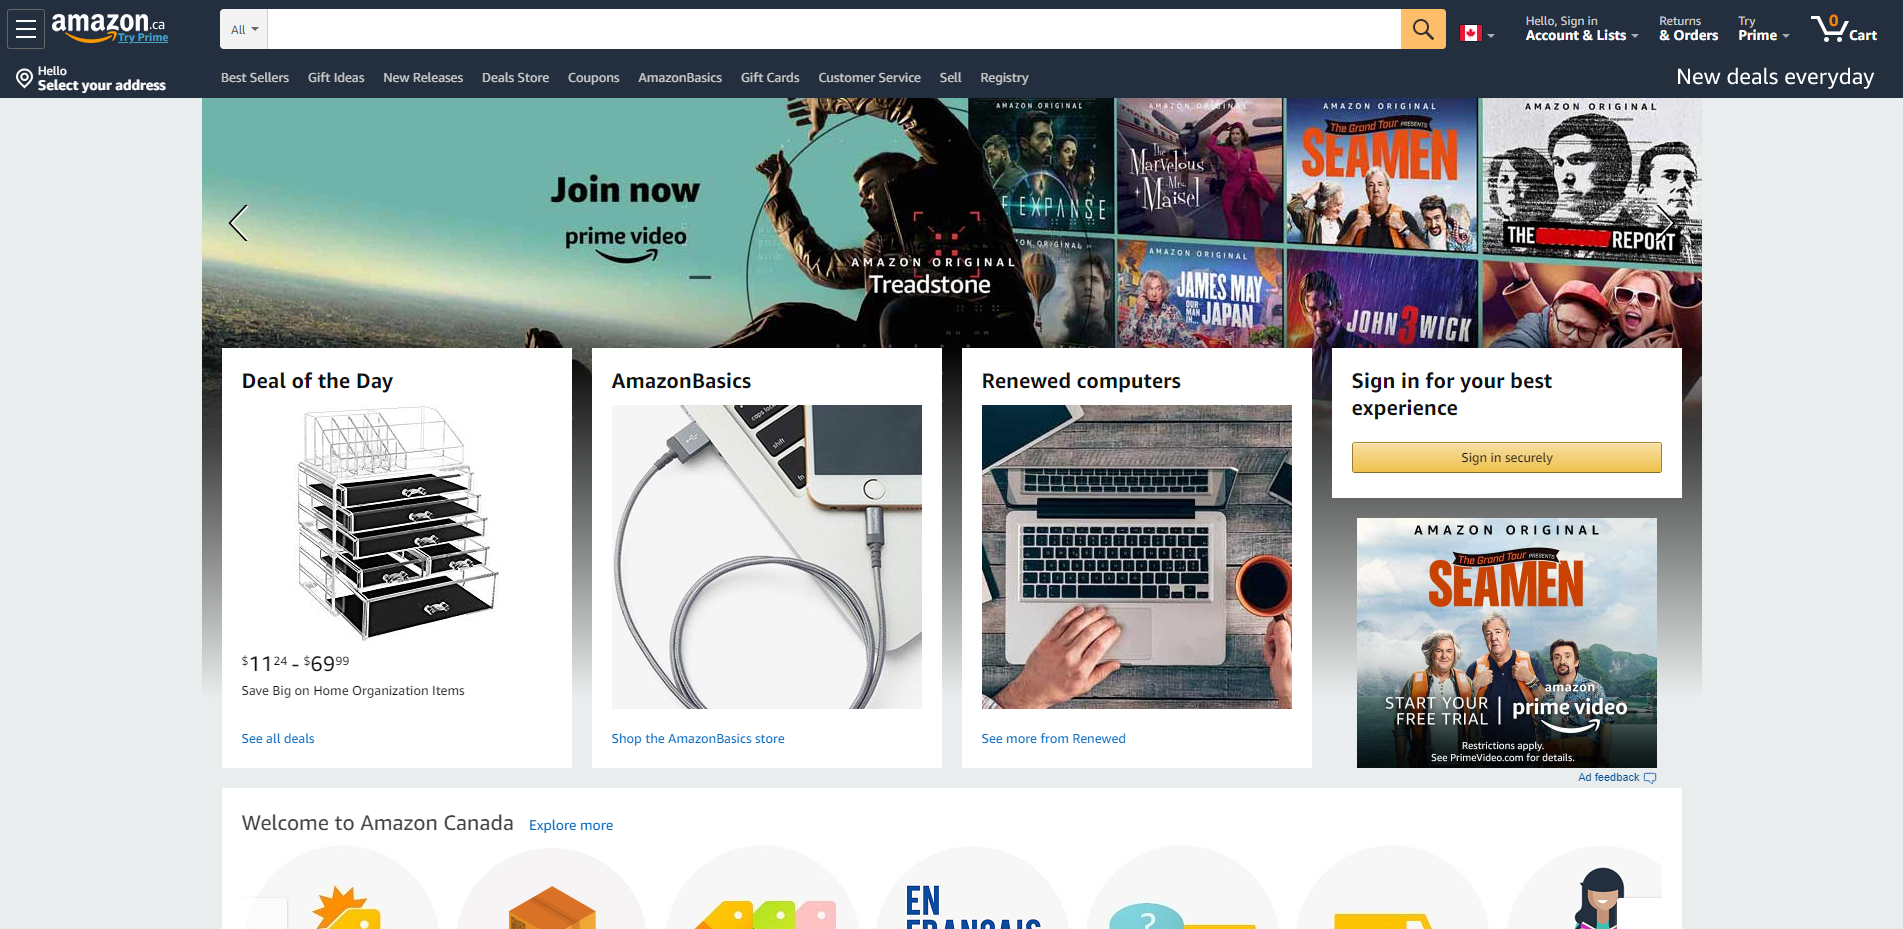 amazon.ca
Try Prime
All
Hello, Sign in
Account & Lists
Returns
& Orders
Try
Prime
0
Cart
Hello
Select your address
Best Sellers
Gift Ideas
New Releases
Deals Store
Coupons
AmazonBasics
Gift Cards
Customer Service
Sell
Registry
New deals everyday
Join now
prime video
AMAZON ORIGINAL
Treadstone
AMAZON ORIGINAL
E EXPANSE
AMAZON ORIGINAL
The
Marvelous
Mrs.
Maisel
AMAZON ORIGINAL
The Grand Tour PRESENTS
SEAMEN
AMAZON ORIGINAL
THE REPORT
ON ORIGINAL
AMAZON ORIGINAL
JAMES MAY
OUR MAN IN... JAPAN
JOHN 3 WICK
Deal of the Day
$11 24 - $69 99
Save Big on Home Organization Items
See all deals
AmazonBasics
caps lock
shift
fn
Shop the AmazonBasics store
Renewed computers
See more from Renewed
Sign in for your best
experience
Sign in securely
AMAZON ORIGINAL
The Grand Tour PRESENTS
SEAMEN
START YOUR
FREE TRIAL
amazon
prime video
Restrictions apply.
See PrimeVideo.com for details.
Ad feedback
Welcome to Amazon Canada
Explore more
EN
FRANÇAIS
?